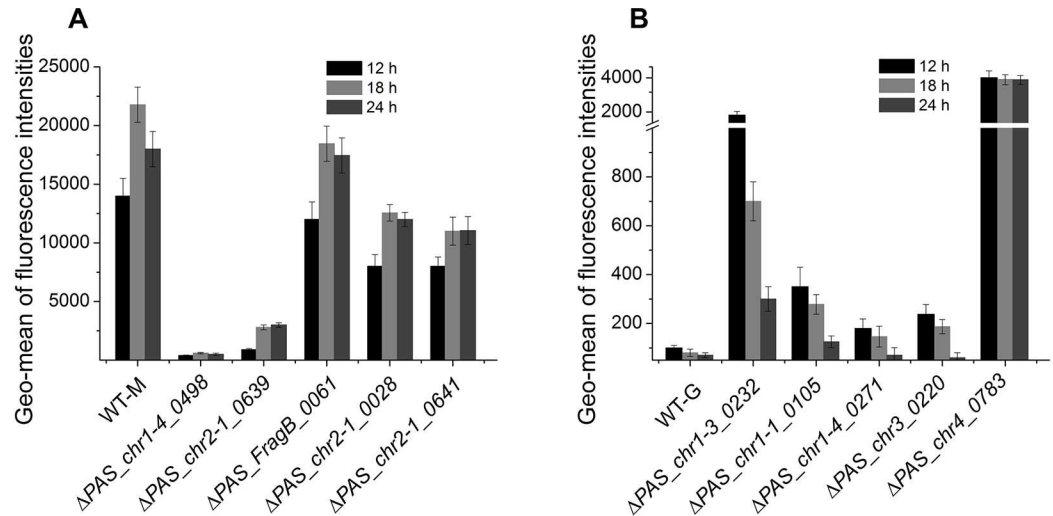 A
Geo-mean of fluorescence intensities
25000
20000
15000
10000
5000
12 h
18 h
24 h
WT-M
ΔPAS_chr1-4_0498
ΔPAS_chr2-1_0639
ΔPAS_FragB_0061
ΔPAS_chr2-1_0028
ΔPAS_chr2-1_0641
B
Geo-mean of fluorescence intensities
4000
2000
800
600
400
200
12 h
18 h
24 h
WT-G
ΔPAS_chr1-3_0232
ΔPAS_chr1-1_0105
ΔPAS_chr1-4_0271
ΔPAS_chr3_0220
ΔPAS_chr4_0783